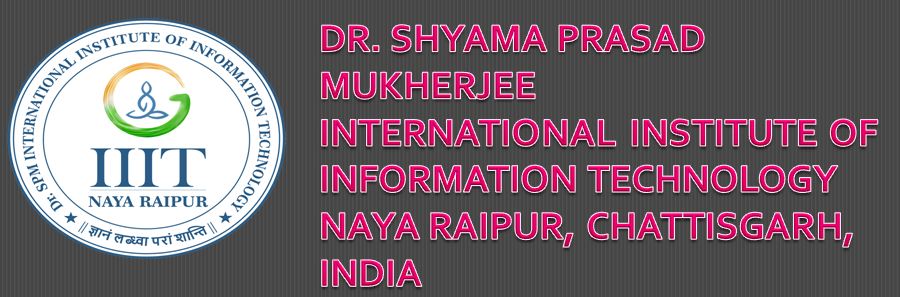 Dr. SPM INTERNATIONAL INSTITUTE OF INFORMATION TECHNOLOGY
IIIT
NAYA RAIPUR
॥ ज्ञानं लब्ध्वा परां शान्ति ॥
DR. SHYAMA PRASAD
MUKHERJEE
INTERNATIONAL INSTITUTE OF
INFORMATION TECHNOLOGY
NAYA RAIPUR, CHATTISGARH,
INDIA